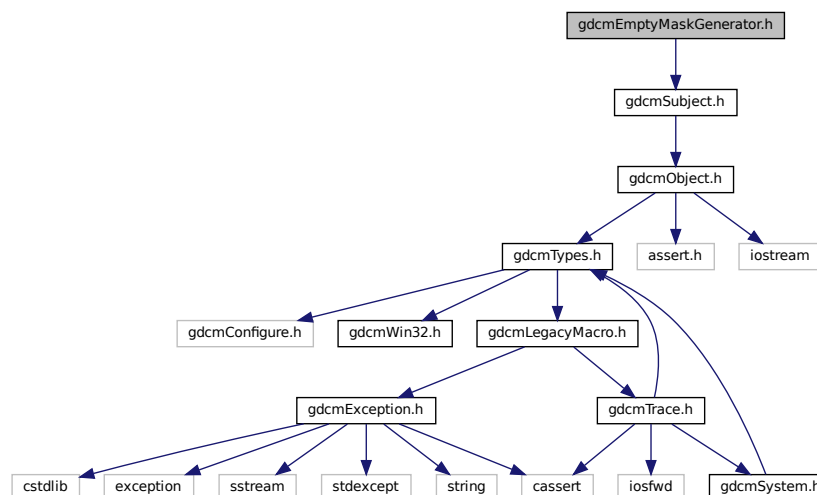 gdcmEmptyMaskGenerator.h
gdcmSubject.h
gdcmObject.h
gdcmTypes.h
assert.h
iostream
gdcmConfigure.h
gdcmWin32.h
gdcmLegacyMacro.h
gdcmException.h
gdcmTrace.h
cstdlib
exception
sstream
stdexcept
string
cassert
iosfwd
gdcmSystem.h